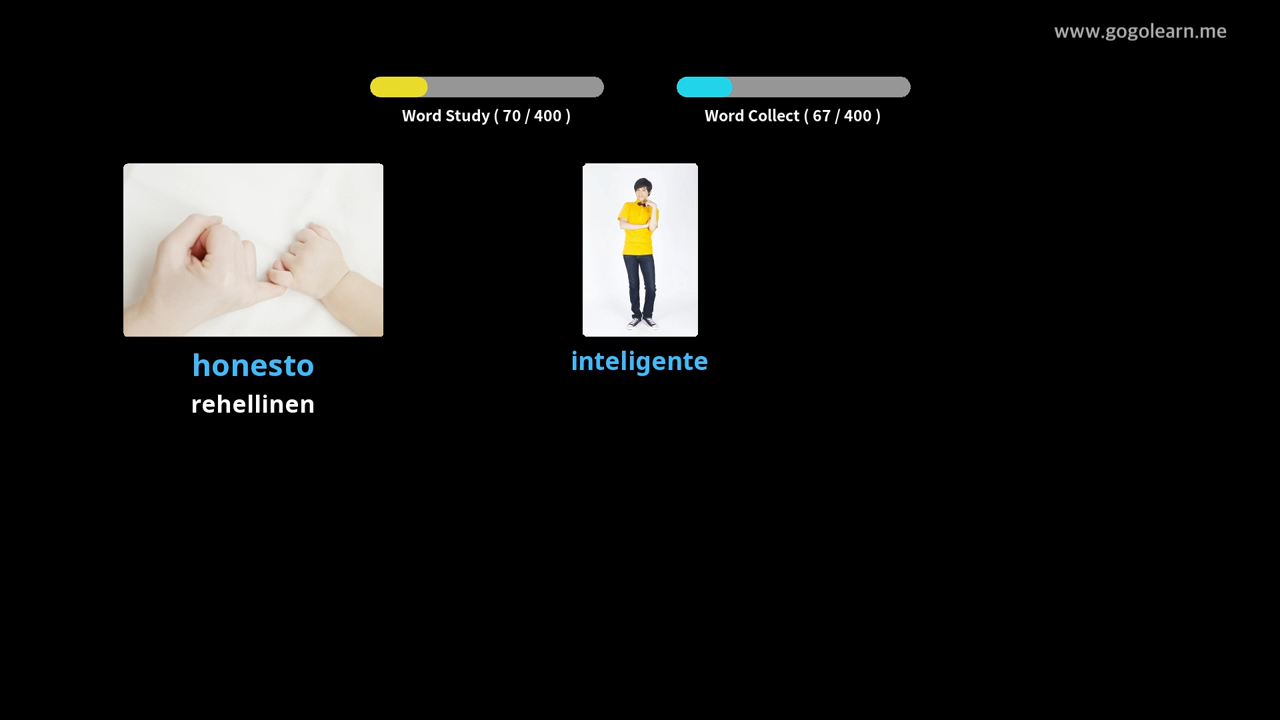 www.gogolearn.me
Word Study ( 70 / 400 )
Word Collect ( 67 / 400 )
honesto
rehellinen
inteligente